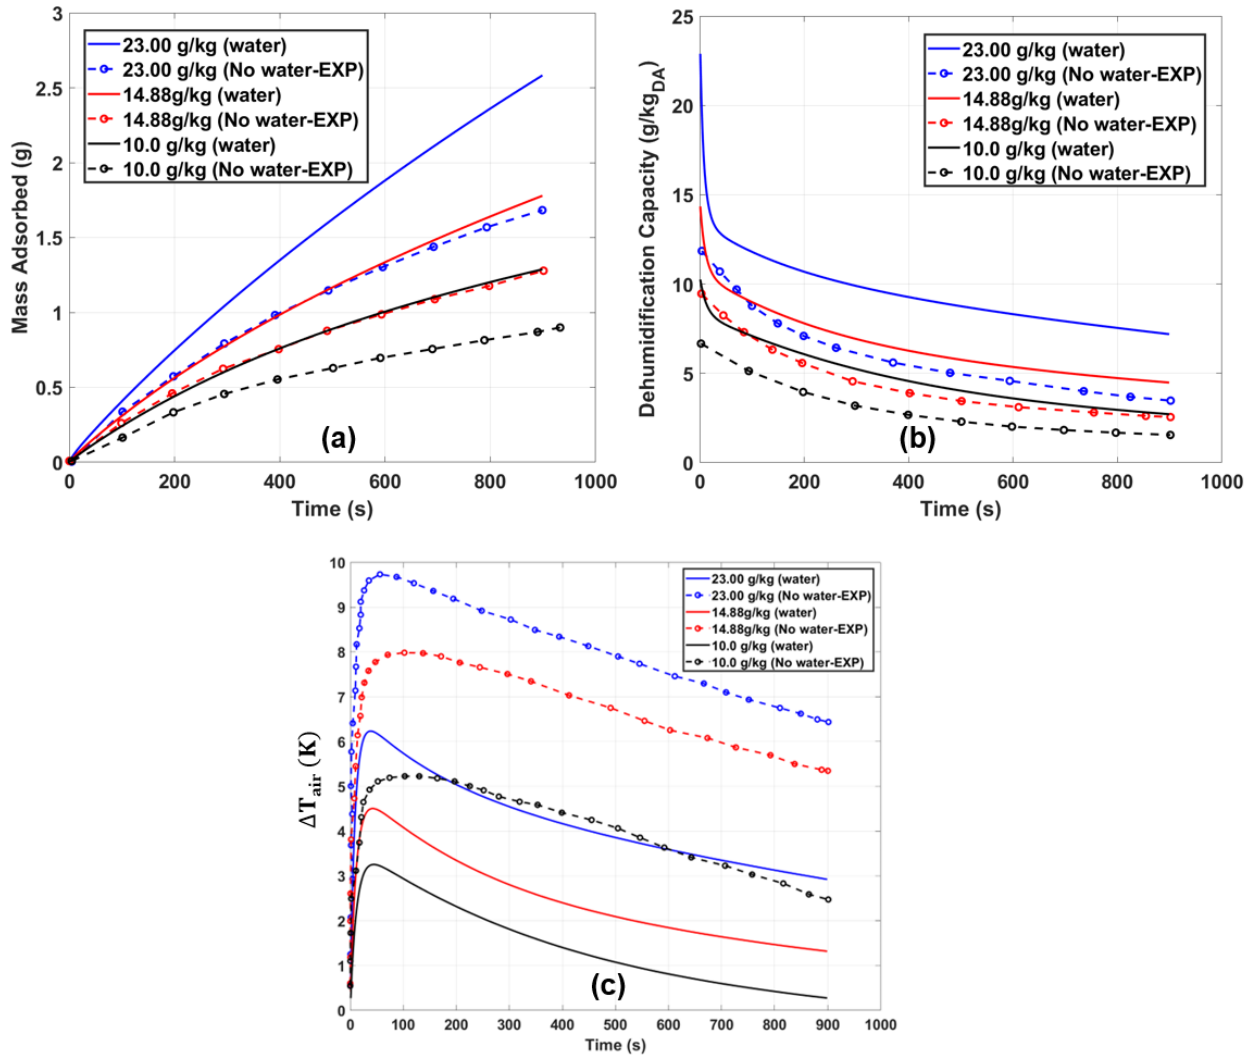 Mass Adsorbed (g)
3
2.5
2
1.5
1
0.5
0
23.00 g/kg (water)
23.00 g/kg (No water-EXP)
14.88g/kg (water)
14.88g/kg (No water-EXP)
10.0 g/kg (water)
10.0 g/kg (No water-EXP)
(a)
0 200 400 600 800 1000
Time (s)
Dehumidification Capacity (g/kg_DA)
25
20
15
10
5
0
23.00 g/kg (water)
23.00 g/kg (No water-EXP)
14.88g/kg (water)
14.88g/kg (No water-EXP)
10.0 g/kg (water)
10.0 g/kg (No water-EXP)
(b)
0 200 400 600 800 1000
Time (s)
ΔT_air (K)
10
9
8
7
6
5
4
3
2
1
0
23.00 g/kg (water)
23.00 g/kg (No water-EXP)
14.88g/kg (water)
14.88g/kg (No water-EXP)
10.0 g/kg (water)
10.0 g/kg (No water-EXP)
(c)
0 100 200 300 400 500 600 700 800 900 1000
Time (s)